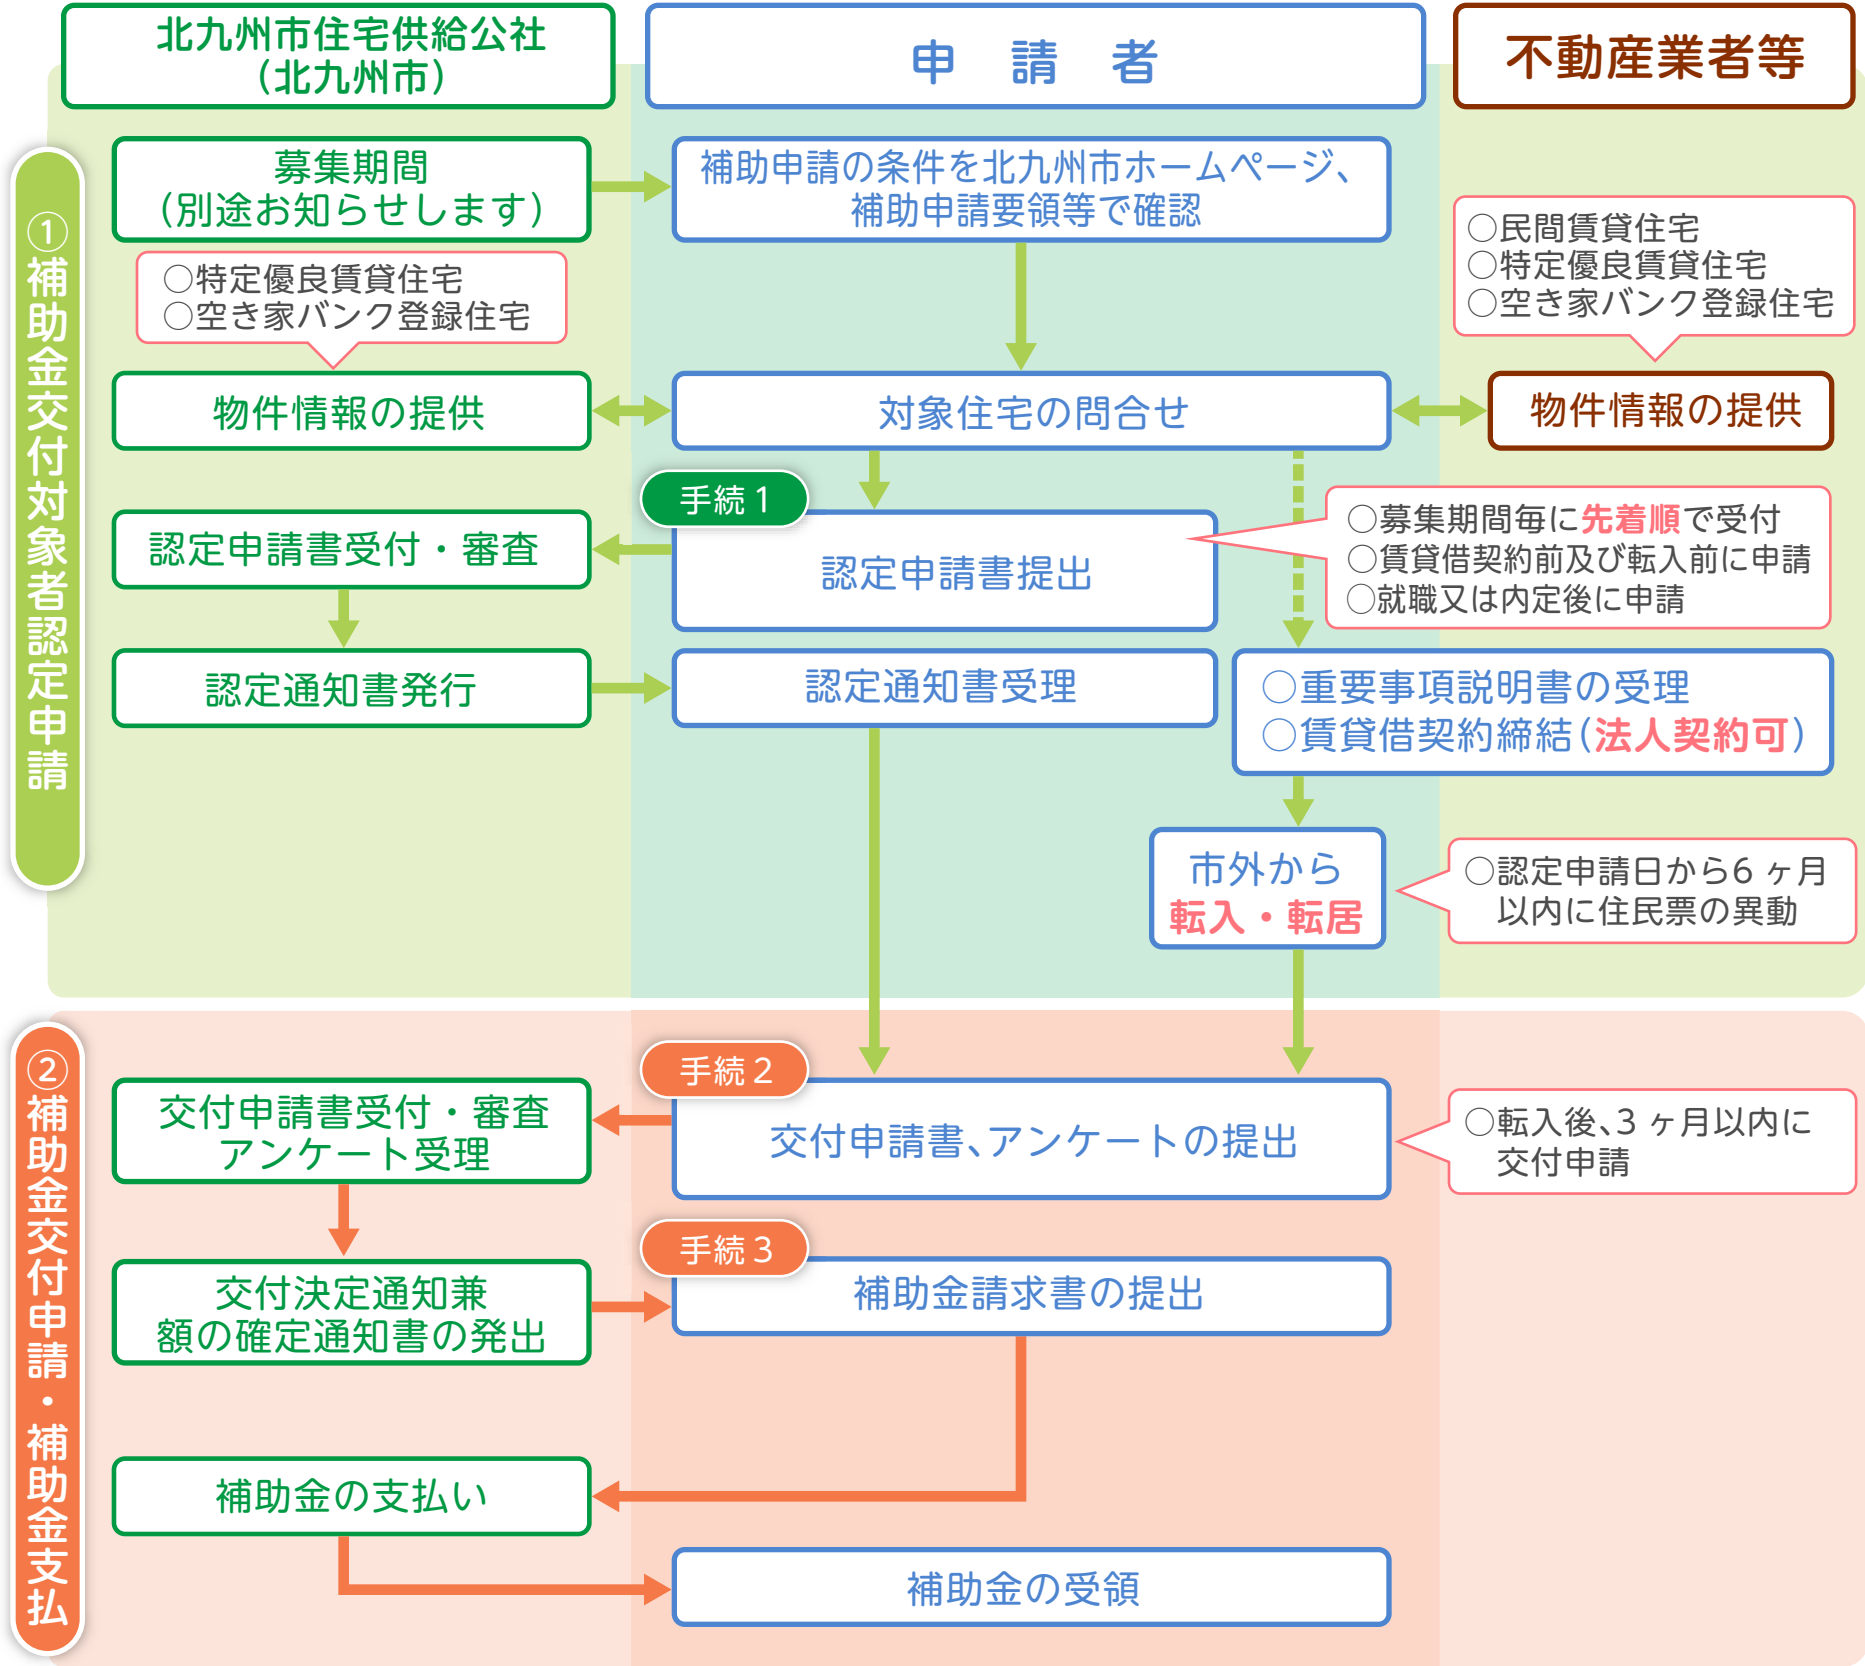 北九州市住宅供給公社
（北九州市）
申　請　者
不動産業者等
①補助金交付対象者認定申請
募集期間
（別途お知らせします）
補助申請の条件を北九州市ホームページ、
補助申請要領等で確認
○特定優良賃貸住宅
○空き家バンク登録住宅
○民間賃貸住宅
○特定優良賃貸住宅
○空き家バンク登録住宅
物件情報の提供
対象住宅の問合せ
物件情報の提供
手続１
認定申請書受付・審査
認定申請書提出
○募集期間毎に先着順で受付
○賃貸借契約前及び転入前に申請
○就職又は内定後に申請
認定通知書発行
認定通知書受理
○重要事項説明書の受理
○賃貸借契約締結（法人契約可）
市外から
転入・転居
○認定申請日から6ヶ月
以内に住民票の異動
②補助金交付申請・補助金支払
手続２
交付申請書受付・審査
アンケート受理
交付申請書、アンケートの提出
○転入後、3ヶ月以内に
交付申請
手続３
交付決定通知兼
額の確定通知書の発出
補助金請求書の提出
補助金の支払い
補助金の受領